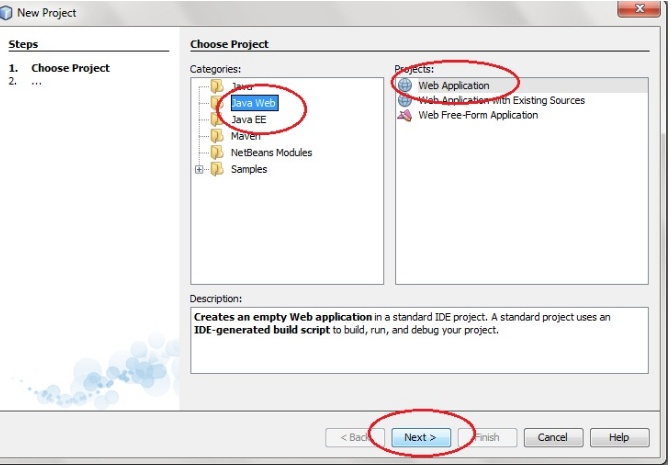 New Project
Steps
1. Choose Project
2. ...
Choose Project
Categories:
Java
Java Web
Java EE
Maven
NetBeans Modules
Samples
Projects:
Web Application
Web Application with Existing Sources
Web Free-Form Application
Description:
Creates an empty Web application in a standard IDE project. A standard project uses an
IDE-generated build script to build, run, and debug your project.
< Back
Next >
Finish
Cancel
Help